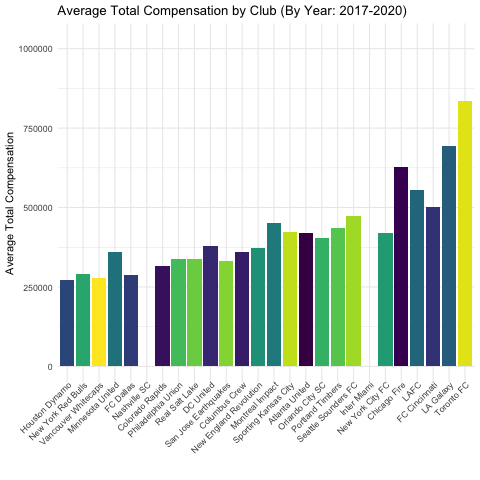 Average Total Compensation by Club (By Year: 2017-2020)
Average Total Compensation
1000000
750000
500000
250000
0
Houston Dynamo
New York Red Bulls
Vancouver Whitecaps
Minnesota United
FC Dallas
Nashville SC
Colorado Rapids
Philadelphia Union
Real Salt Lake
DC United
San Jose Earthquakes
Columbus Crew
New England Revolution
Montreal Impact
Sporting Kansas City
Atlanta United
Orlando City SC
Portland Timbers
Seattle Sounders FC
Inter Miami
New York City FC
Chicago Fire
LAFC
FC Cincinnati
LA Galaxy
Toronto FC